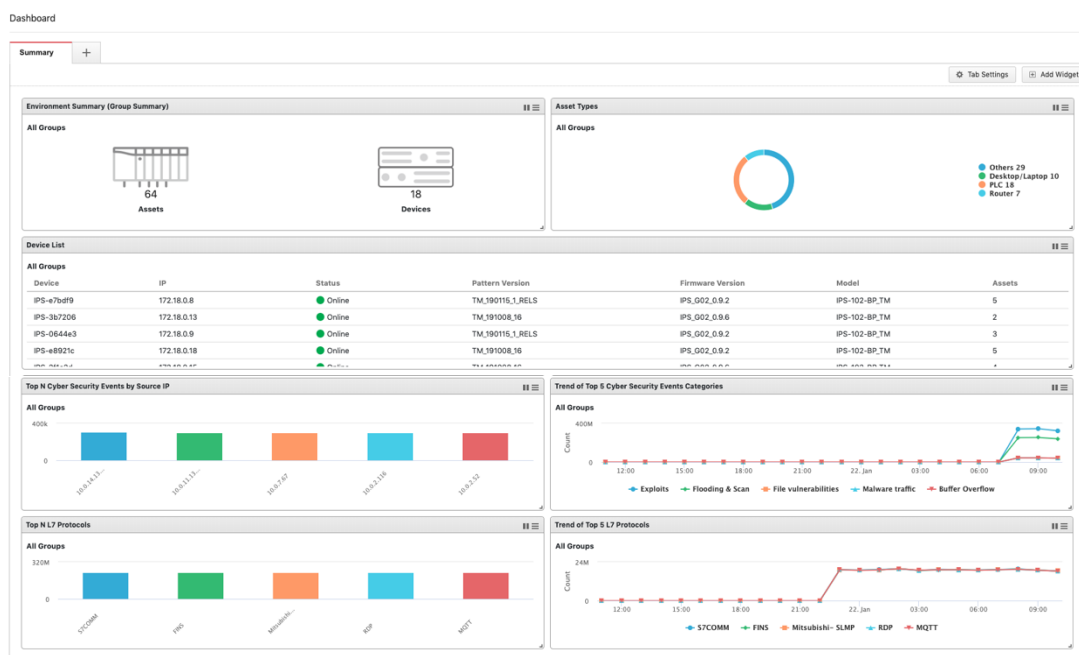 Dashboard
Summary
Tab Settings Add Widget
Environment Summary (Group Summary)
All Groups
64
Assets
18
Devices
Asset Types
All Groups
Others 29
Desktop/Laptop 10
PLC 18
Router 7
Device List
All Groups
Device IP Status Pattern Version Firmware Version Model Assets
IPS-e7bdf9 172.18.0.8 Online TM_190115_1_RELS IPS_G02_0.9.2 IPS-102-BP_TM 5
IPS-3b7206 172.18.0.13 Online TM_191008_16 IPS_G02_0.9.6 IPS-102-BP_TM 2
IPS-0644e3 172.18.0.9 Online TM_190115_1_RELS IPS_G02_0.9.2 IPS-102-BP_TM 3
IPS-e8921c 172.18.0.18 Online TM_191008_16 IPS_G02_0.9.2 IPS-102-BP_TM 5
Top N Cyber Security Events by Source IP
All Groups
400k
0
10.0.14.13...
10.0.11.13...
10.0.7.67
10.0.2.116
10.0.2.52
Trend of Top 5 Cyber Security Events Categories
All Groups
400M
Count
0
12:00 15:00 18:00 21:00 22. Jan 03:00 06:00 09:00
Exploits Flooding & Scan File vulnerabilities Malware traffic Buffer Overflow
Top N L7 Protocols
All Groups
320M
0
S7COMM
FINS
Mitsubishi-...
RDP
MQTT
Trend of Top 5 L7 Protocols
All Groups
24M
Count
0
12:00 15:00 18:00 21:00 22. Jan 03:00 06:00 09:00
S7COMM FINS Mitsubishi- SLMP RDP MQTT